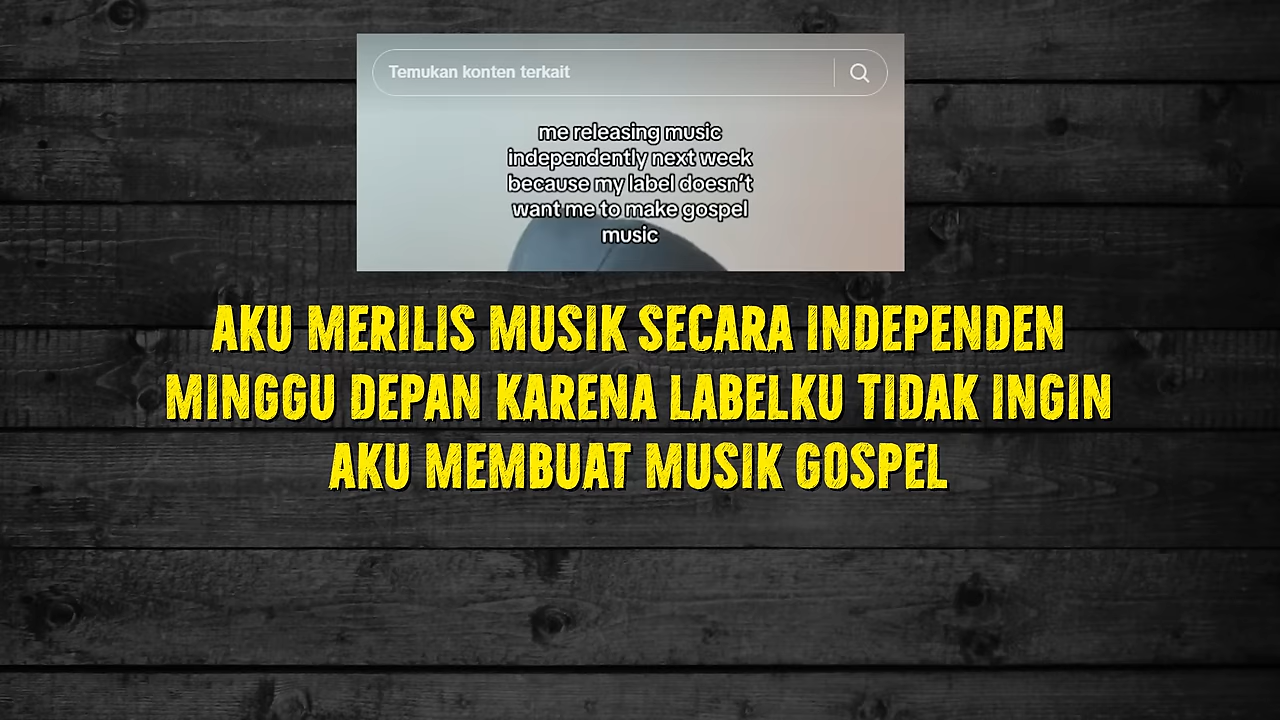 Temukan konten terkait
me releasing music
independently next week
because my label doesn't
want me to make gospel
music
AKU MERILIS MUSIK SECARA INDEPENDEN
MINGGU DEPAN KARENA LABELKU TIDAK INGIN
AKU MEMBUAT MUSIK GOSPEL